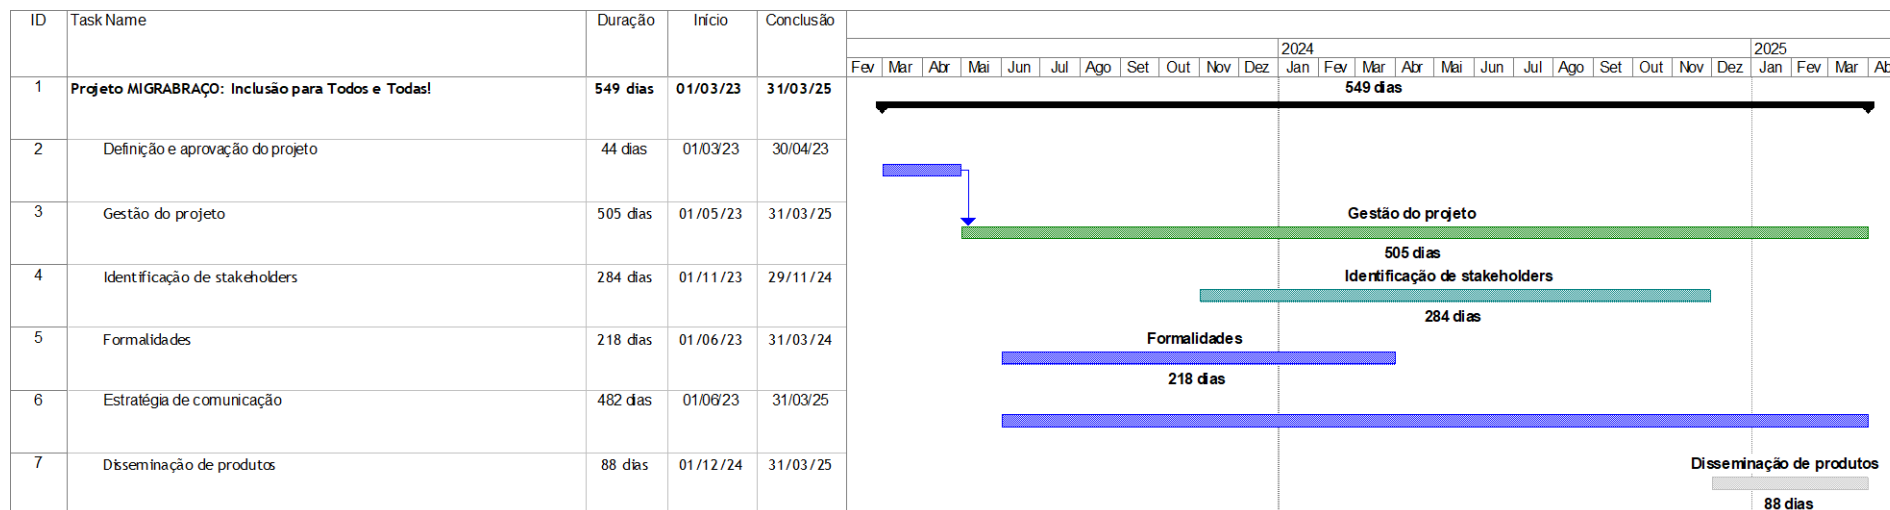 ID Task Name Duração Início Conclusão
2024 2025
Fev Mar Abr Mai Jun Jul Ago Set Out Nov Dez Jan Fev Mar Abr Mai Jun Jul Ago Set Out Nov Dez Jan Fev Mar Ab
1 Projeto MIGRABRAÇO: Inclusão para Todos e Todas! 549 dias 01/03/23 31/03/25
549 dias
2 Definição e aprovação do projeto 44 dias 01/03/23 30/04/23
3 Gestão do projeto 505 dias 01/05/23 31/03/25
Gestão do projeto
505 dias
4 Identificação de stakeholders 284 dias 01/11/23 29/11/24
Identificação de stakeholders
284 dias
5 Formalidades 218 dias 01/06/23 31/03/24
Formalidades
218 dias
6 Estratégia de comunicação 482 dias 01/06/23 31/03/25
7 Disseminação de produtos 88 dias 01/12/24 31/03/25
Disseminação de produtos
88 dias